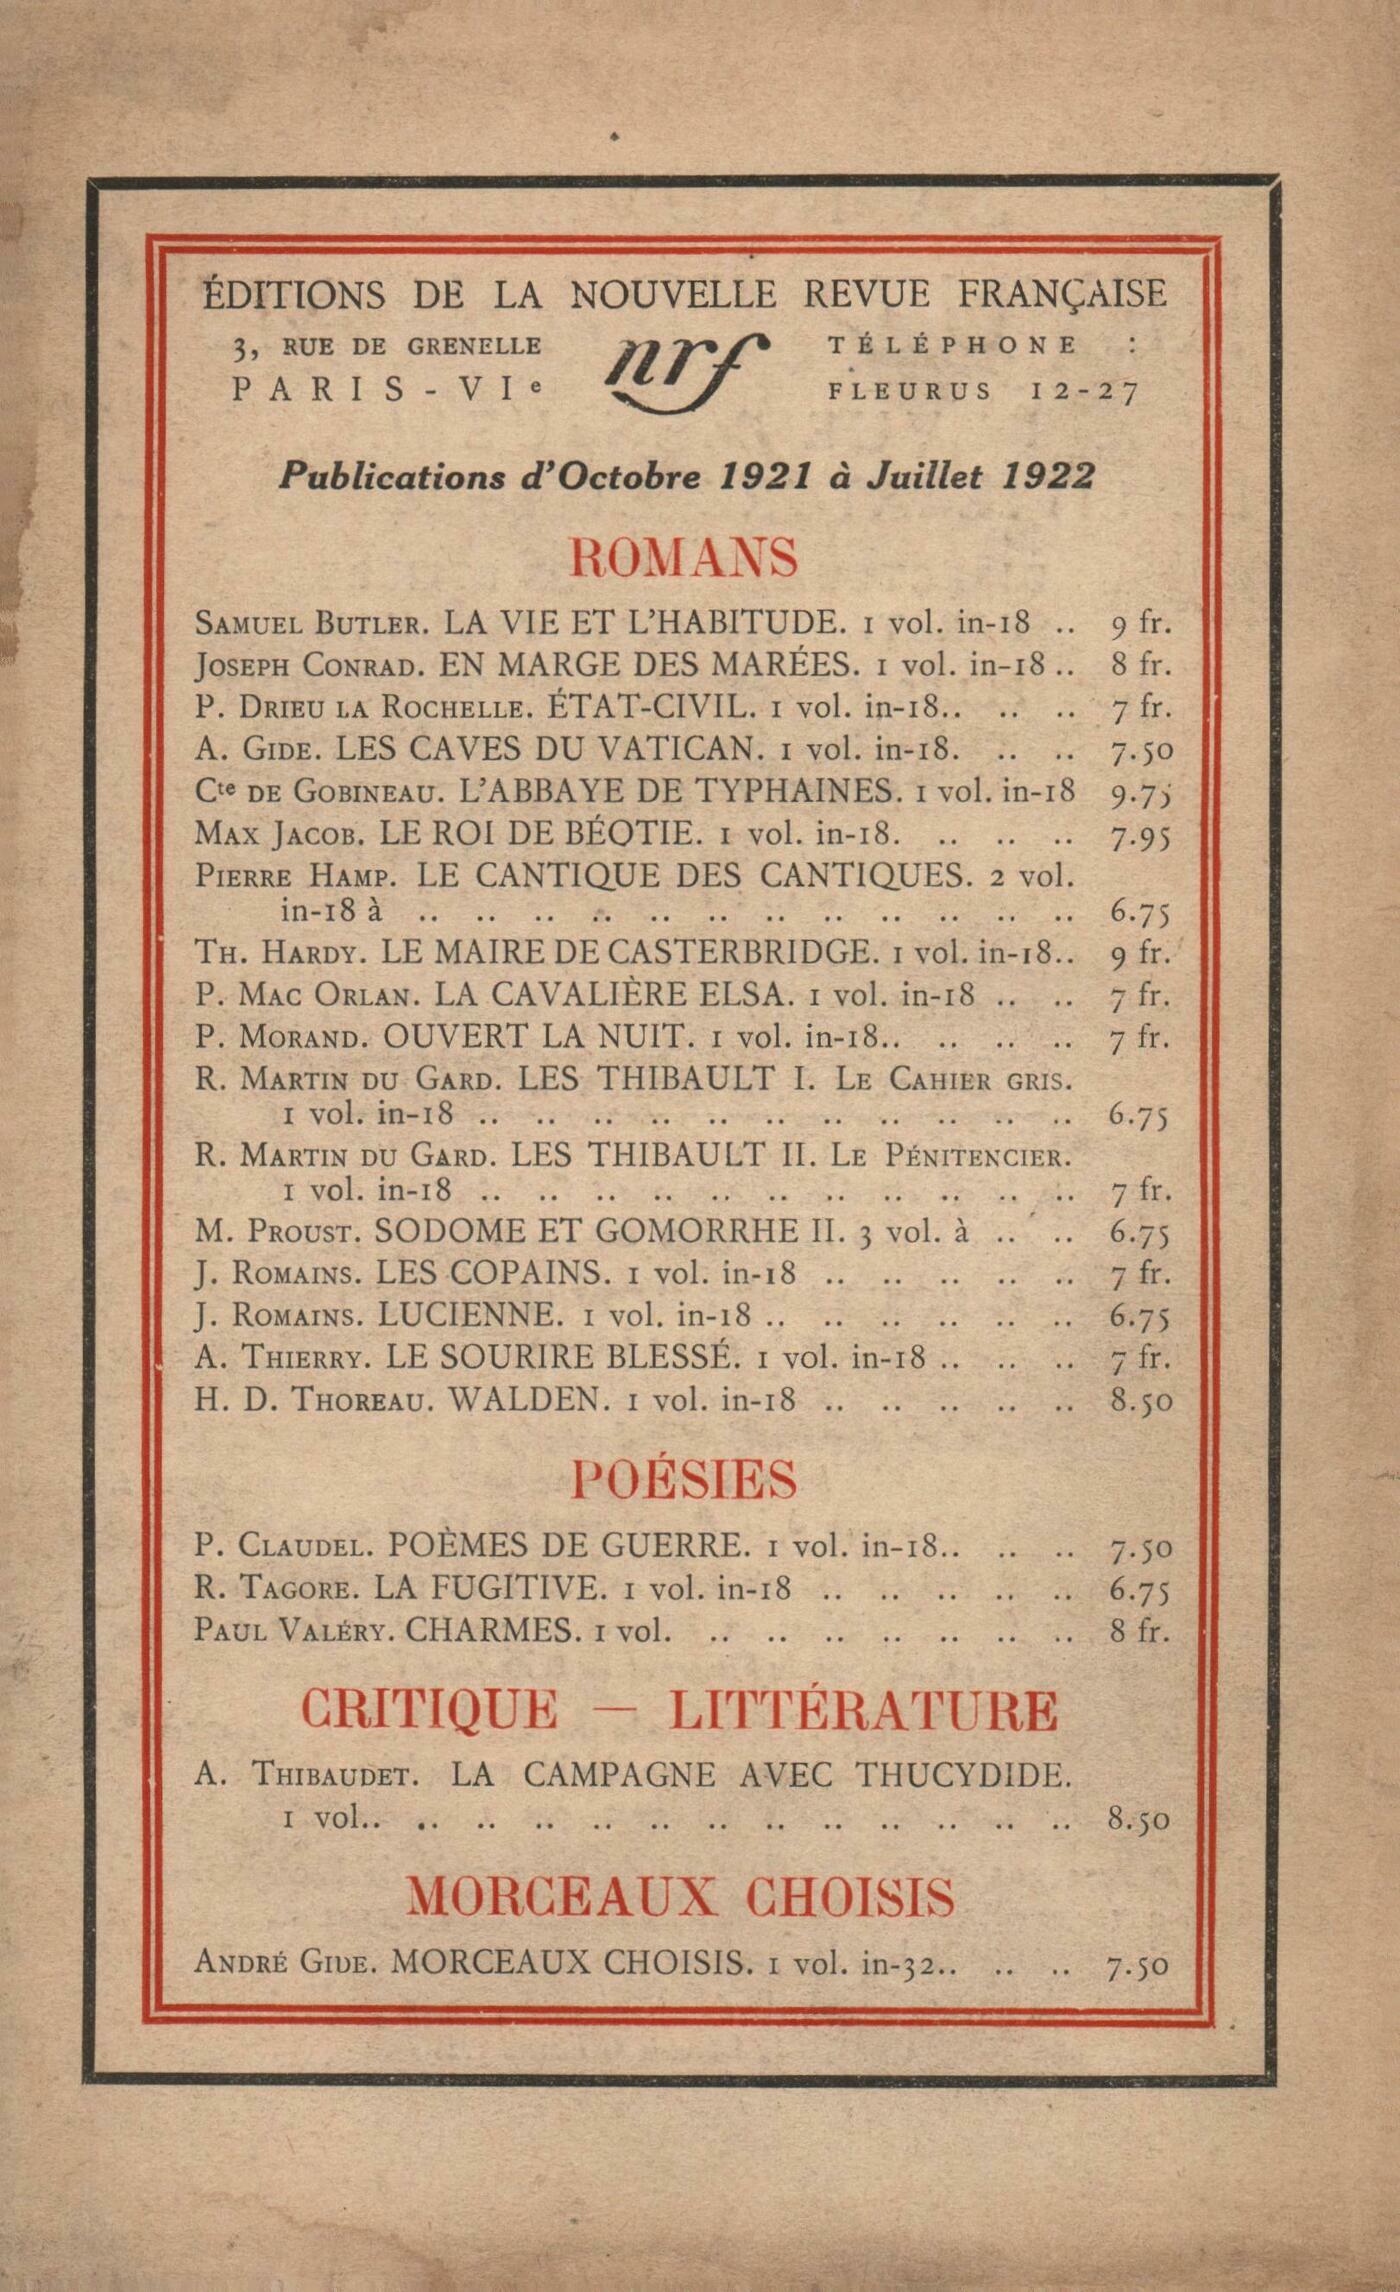 ÉDITIONS DE LA NOUVELLE REVUE FRANÇAISE
3, RUE DE GRENELLE
PARIS-VIe
nrf
TÉLÉPHONE :
FLEURUS 12-27
Publications d'Octobre 1921 à Juillet 1922
ROMANS
SAMUEL BUTLER. LA VIE ET L'HABITUDE. 1 vol. in-18 .. 9 fr.
JOSEPH CONRAD. EN MARGE DES MARÉES. 1 vol. in-18 .. 8 fr.
P. DRIEU LA ROCHELLE. ÉTAT-CIVIL. 1 vol. in-18.. .. .. 7 fr.
A. GIDE. LES CAVES DU VATICAN. 1 vol. in-18. .. .. 7.50
Cte DE GOBINEAU. L'ABBAYE DE TYPHAINES. 1 vol. in-18 9.75
MAX JACOB. LE ROI DE BÉOTIE. 1 vol. in-18. .. .. .. 7.95
PIERRE HAMP. LE CANTIQUE DES CANTIQUES. 2 vol.
in-18 à .. .. .. .. .. .. .. .. .. .. .. .. 6.75
TH. HARDY. LE MAIRE DE CASTERBRIDGE. 1 vol. in-18.. 9 fr.
P. MAC ORLAN. LA CAVALIÈRE ELSA. 1 vol. in-18 .. .. 7 fr.
P. MORAND. OUVERT LA NUIT. 1 vol. in-18.. .. .. .. 7 fr.
R. MARTIN DU GARD. LES THIBAULT I. LE CAHIER GRIS.
1 vol. in-18 .. .. .. .. .. .. .. .. .. .. .. 6.75
R. MARTIN DU GARD. LES THIBAULT II. LE PÉNITENCIER.
1 vol. in-18 .. .. .. .. .. .. .. .. .. .. .. 7 fr.
M. PROUST. SODOME ET GOMORRHE II. 3 vol. à .. .. 6.75
J. ROMAINS. LES COPAINS. 1 vol. in-18 .. .. .. .. .. 7 fr.
J. ROMAINS. LUCIENNE. 1 vol. in-18 .. .. .. .. .. .. 6.75
A. THIERRY. LE SOURIRE BLESSÉ. 1 vol. in-18 .. .. .. 7 fr.
H. D. THOREAU. WALDEN. 1 vol. in-18 .. .. .. .. .. 8.50
POÉSIES
P. CLAUDEL. POÈMES DE GUERRE. 1 vol. in-18.. .. .. 7.50
R. TAGORE. LA FUGITIVE. 1 vol. in-18 .. .. .. .. .. 6.75
PAUL VALÉRY. CHARMES. 1 vol. .. .. .. .. .. .. .. 8 fr.
CRITIQUE — LITTÉRATURE
A. THIBAUDET. LA CAMPAGNE AVEC THUCYDIDE.
1 vol.. .. .. .. .. .. .. .. .. .. .. .. .. 8.50
MORCEAUX CHOISIS
ANDRÉ GIDE. MORCEAUX CHOISIS. 1 vol. in-32.. .. .. 7.50